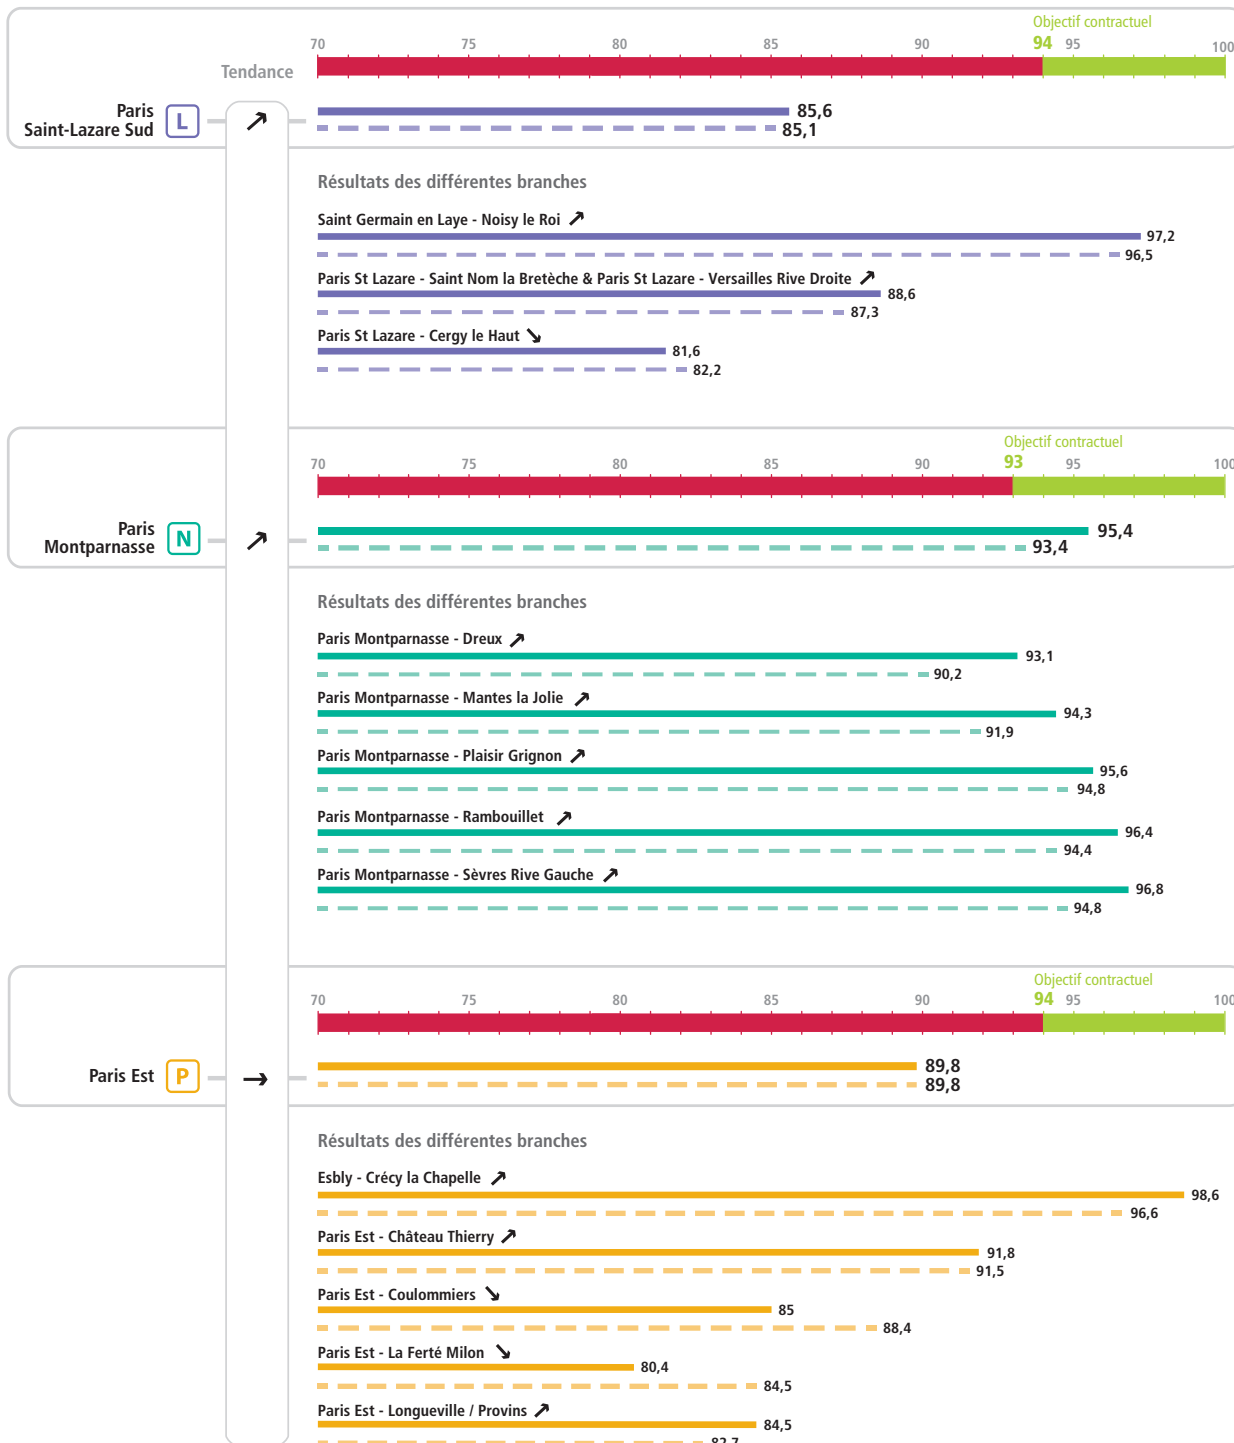 Objectif contractuel
70 75 80 85 90 94 95 100
Tendance
Paris
Saint-Lazare Sud
L
85,6
85,1
Résultats des différentes branches
Saint Germain en Laye - Noisy le Roi
97,2
96,5
Paris St Lazare - Saint Nom la Bretèche & Paris St Lazare - Versailles Rive Droite
88,6
87,3
Paris St Lazare - Cergy le Haut
81,6
82,2
Objectif contractuel
70 75 80 85 90 93 95 100
Paris
Montparnasse
N
95,4
93,4
Résultats des différentes branches
Paris Montparnasse - Dreux
93,1
90,2
Paris Montparnasse - Mantes la Jolie
94,3
91,9
Paris Montparnasse - Plaisir Grignon
95,6
94,8
Paris Montparnasse - Rambouillet
96,4
94,4
Paris Montparnasse - Sèvres Rive Gauche
96,8
94,8
Objectif contractuel
70 75 80 85 90 94 95 100
Paris Est
P
89,8
89,8
Résultats des différentes branches
Esbly - Crécy la Chapelle
98,6
96,6
Paris Est - Château Thierry
91,8
91,5
Paris Est - Coulommiers
85
88,4
Paris Est - La Ferté Milon
80,4
84,5
Paris Est - Longueville / Provins
84,5
82,7